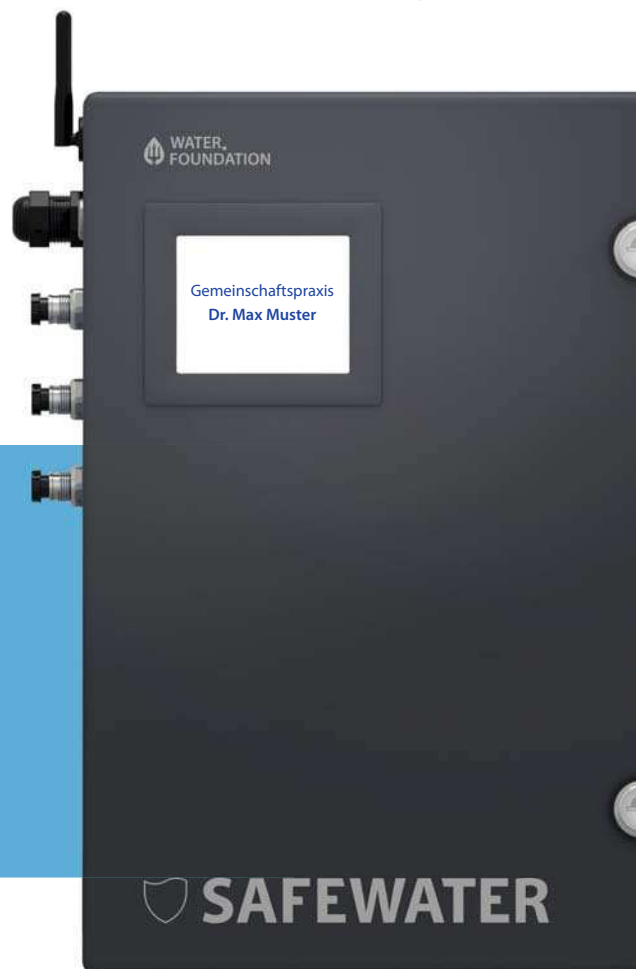 WATER.
FOUNDATION
Gemeinschaftspraxis
Dr. Max Muster
SAFEWATER